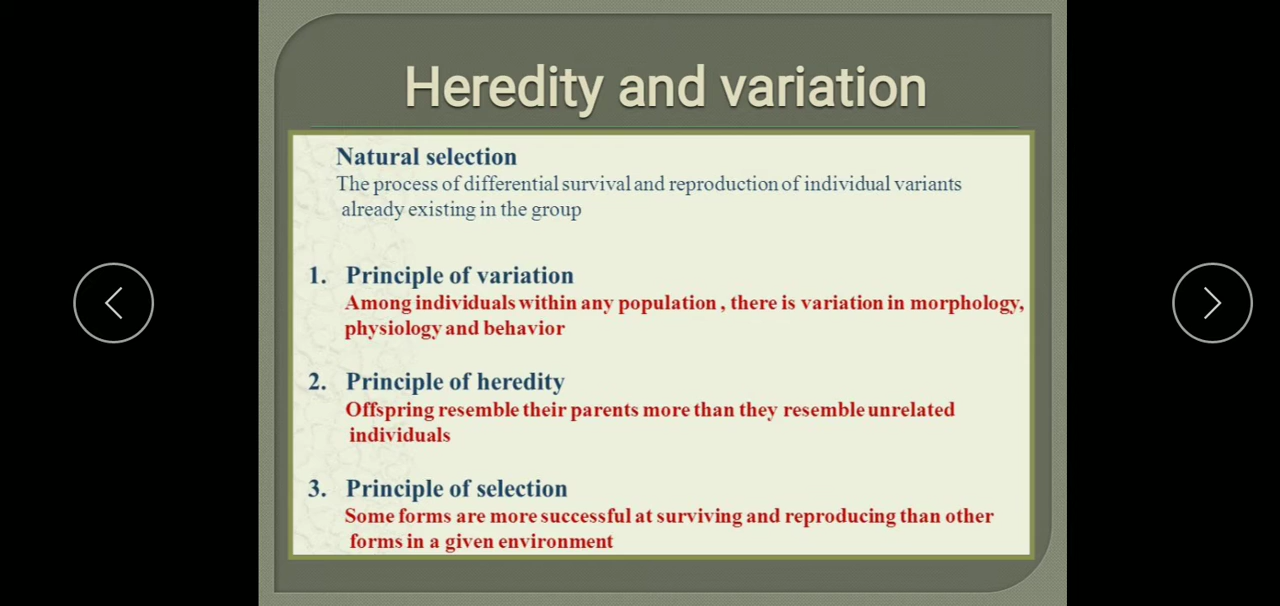 Heredity and variation
Natural selection
The process of differential survival and reproduction of individual variants
already existing in the group
1. Principle of variation
Among individuals within any population , there is variation in morphology,
physiology and behavior
2. Principle of heredity
Offspring resemble their parents more than they resemble unrelated
individuals
3. Principle of selection
Some forms are more successful at surviving and reproducing than other
forms in a given environment